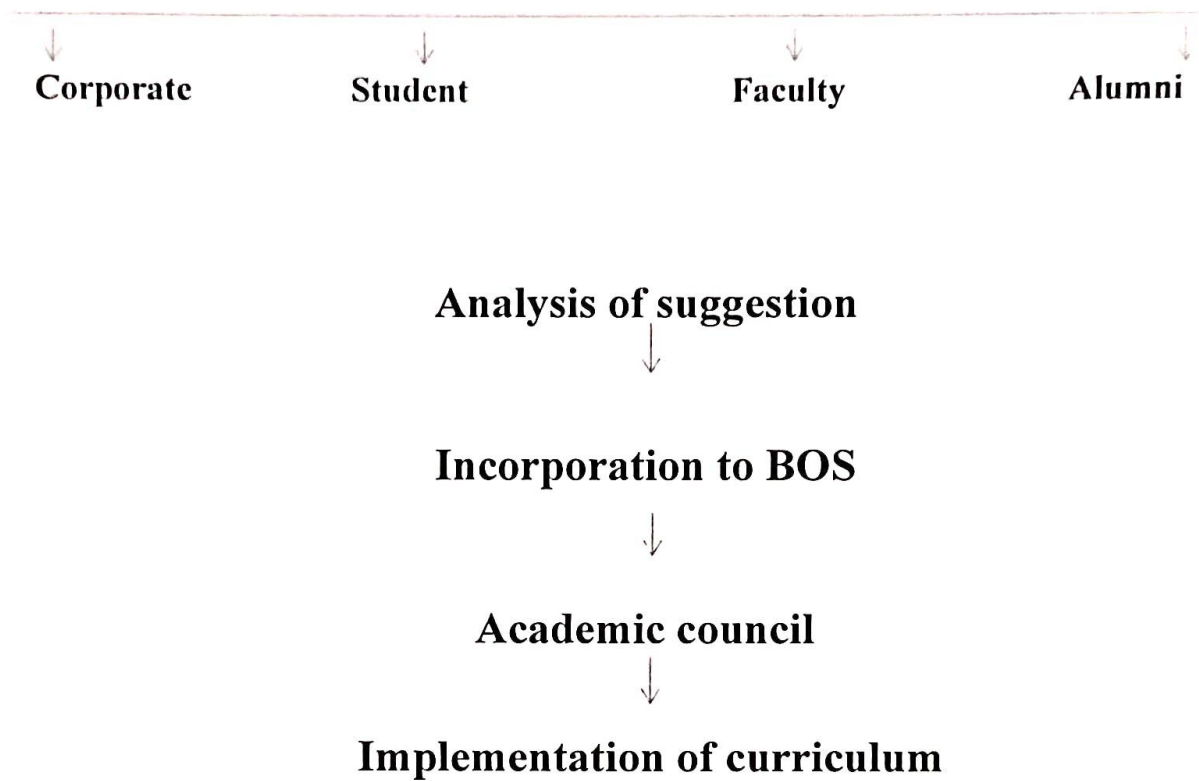 Corporate Student Faculty Alumni
Analysis of suggestion
Incorporation to BOS
Academic council
Implementation of curriculum